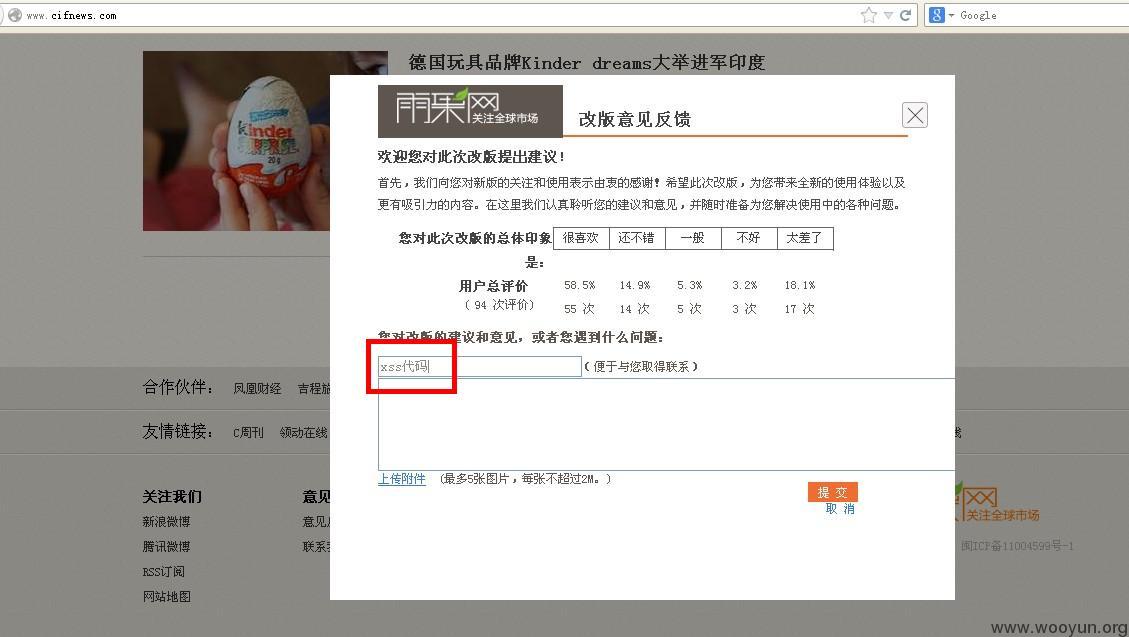 www.cifnews.com
Google
德国玩具品牌Kinder dreams大举进军印度
kinder
SURPRISE
20 g
雨果网
关注全球市场
改版意见反馈
欢迎您对此次改版提出建议！
首先，我们向您对新版的关注和使用表示由衷的感谢！希望此次改版，为您带来全新的使用体验以及
更有吸引力的内容。在这里我们认真聆听您的建议和意见，并随时准备为您解决使用中的各种问题。
您对此次改版的总体印象 很喜欢 还不错 一般 不好 太差了
是：
用户总评价 58.5% 14.9% 5.3% 3.2% 18.1%
（ 94 次评价） 55 次 14 次 5 次 3 次 17 次
您对改版的建议和意见，或者您遇到什么问题：
xss代码 （便于与您取得联系）
合作伙伴： 凤凰财经 吉程旅
友情链接： C周刊 领动在线
上传附件 （最多5张图片，每张不超过2M。）
提 交
取 消
关注我们 意见
新浪微博 意见
腾讯微博 联系
RSS订阅
网站地图
网
关注全球市场
闽ICP备11004599号-1
www.wooyun.org